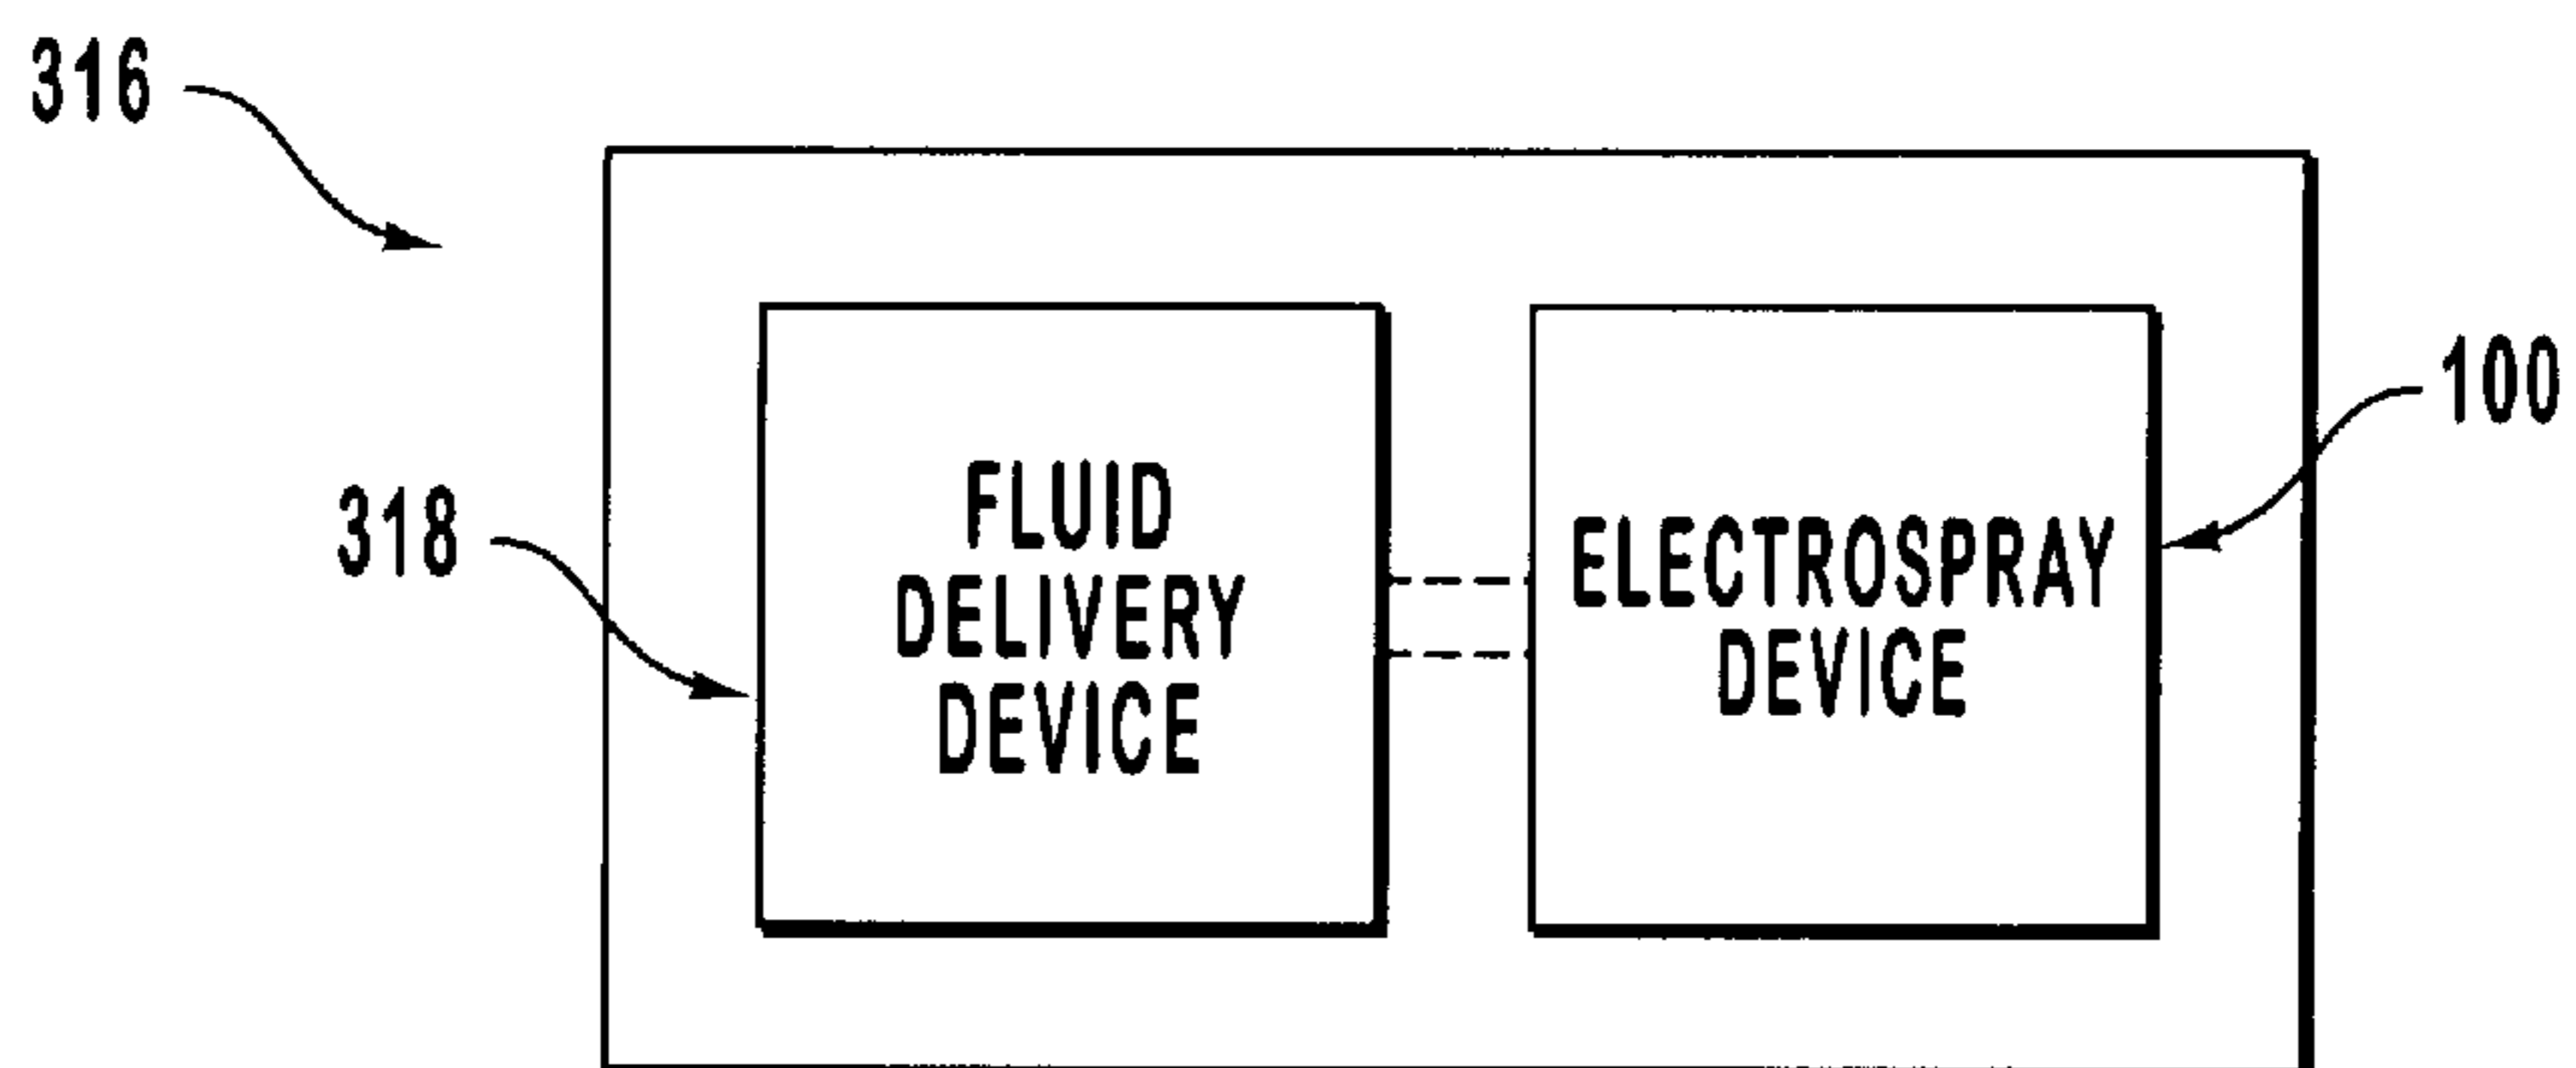 316
100
318
FLUID
DELIVERY
DEVICE
ELECTROSPRAY
DEVICE